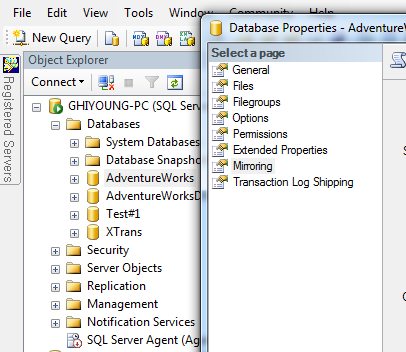 File Edit View Tools Window Community Help
New Query
Object Explorer
Database Properties - AdventureW
Connect
Select a page
Registered Servers
GHIYOUNG-PC (SQL Serve
Databases
System Databases
Database Snapsho
AdventureWorks
AdventureWorksD
Test#1
XTrans
Security
Server Objects
Replication
Management
Notification Services
SQL Server Agent (Ag
General
Files
Filegroups
Options
Permissions
Extended Properties
Mirroring
Transaction Log Shipping